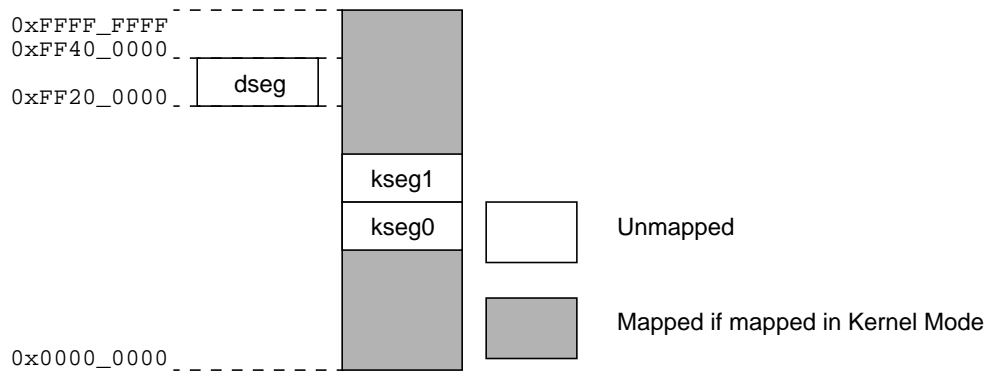 0xFFFF_FFFF
0xFF40_0000
dseg
0xFF20_0000
kseg1
kseg0
Unmapped
Mapped if mapped in Kernel Mode
0x0000_0000